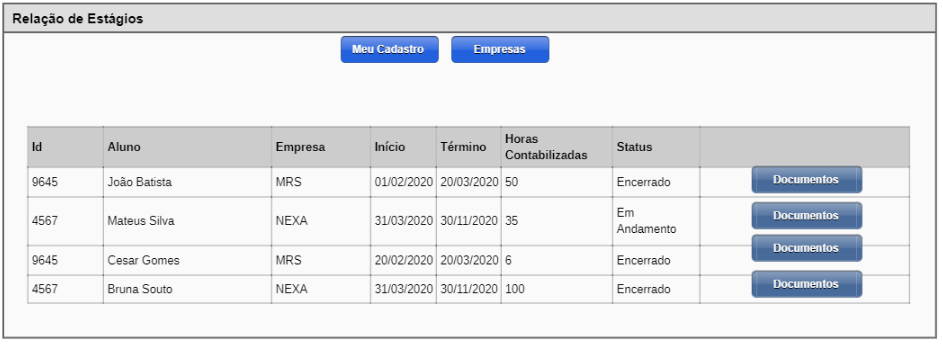 Relação de Estágios
Meu Cadastro Empresas
Id Aluno Empresa Início Término Horas Contabilizadas Status
9645 João Batista MRS 01/02/2020 20/03/2020 50 Encerrado Documentos
4567 Mateus Silva NEXA 31/03/2020 30/11/2020 35 Em Andamento Documentos
9645 Cesar Gomes MRS 20/02/2020 20/03/2020 6 Encerrado Documentos
4567 Bruna Souto NEXA 31/03/2020 30/11/2020 100 Encerrado Documentos